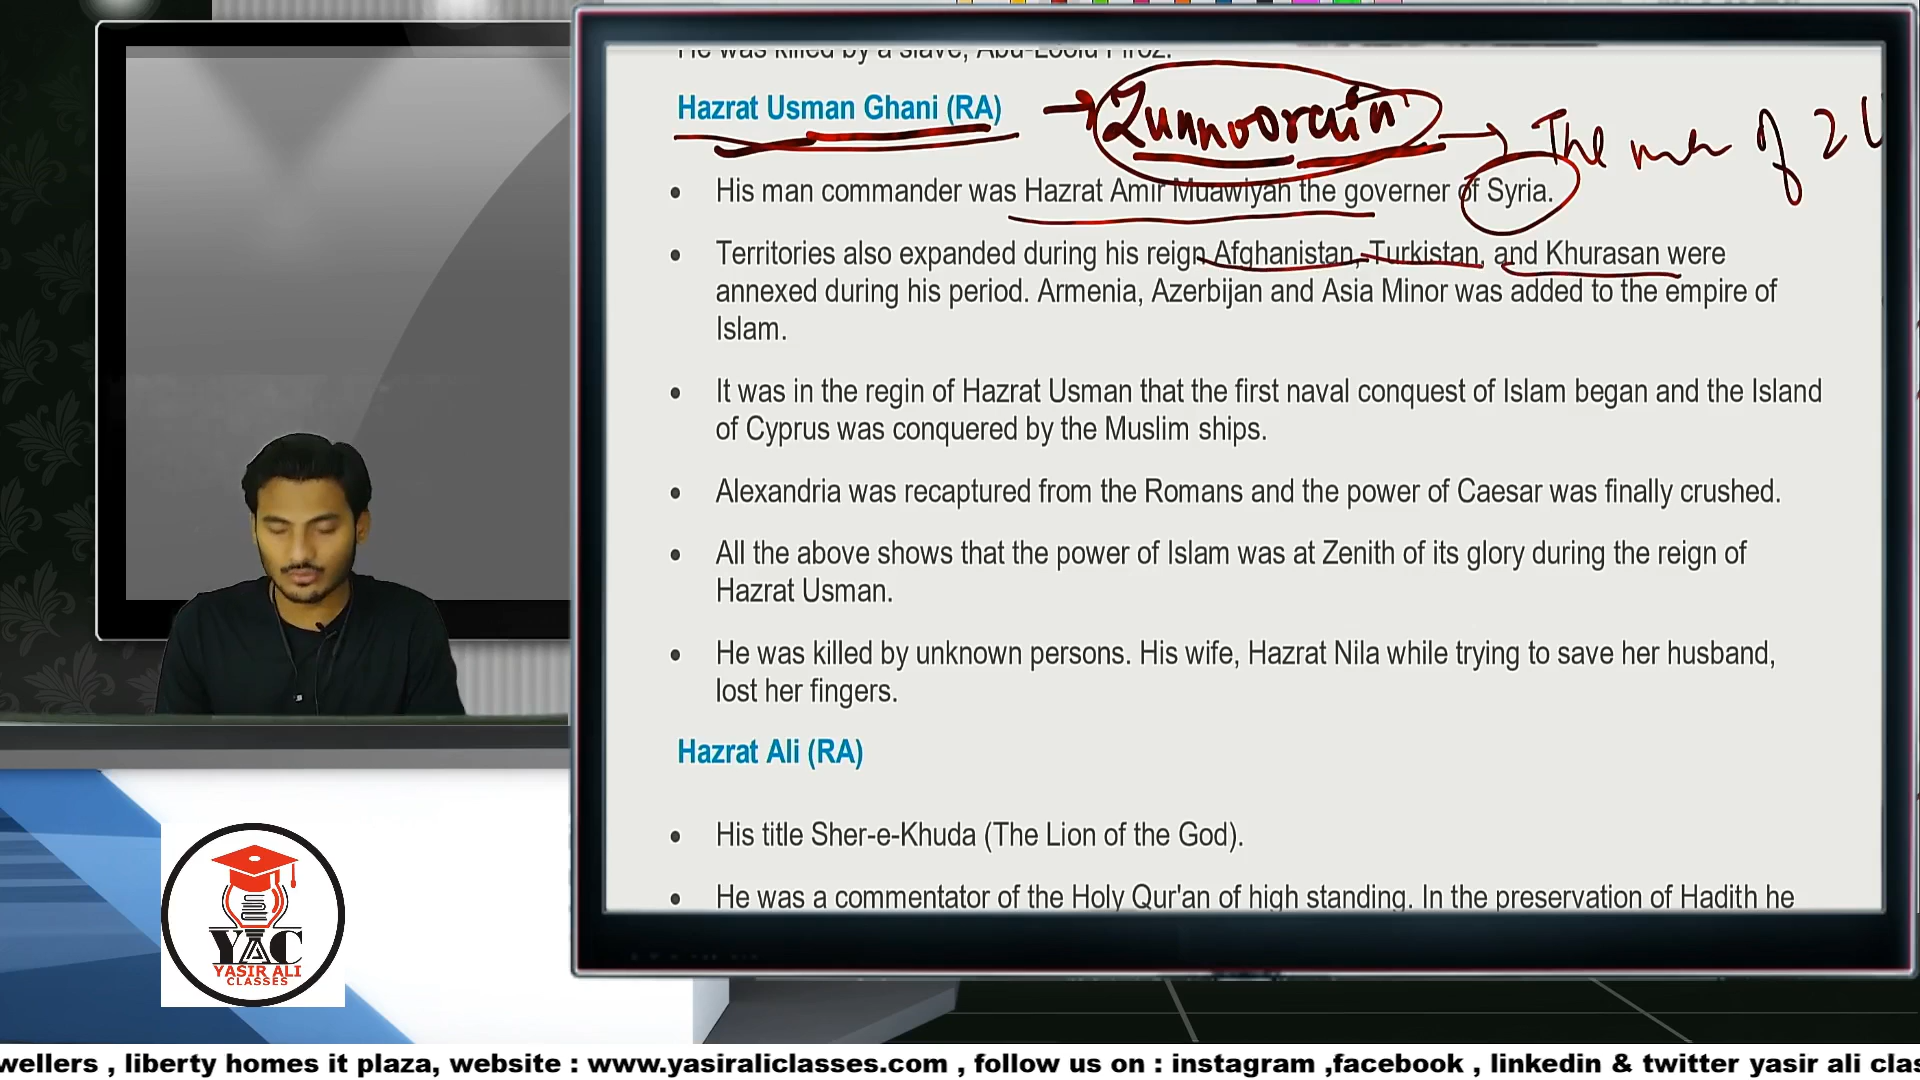 He was killed by a slave, Abu-Loolu Firoz.
Hazrat Usman Ghani (RA) → Zunnoorain → The man of 2
• His man commander was Hazrat Amir Muawiyah the governer of Syria.
• Territories also expanded during his reign Afghanistan, Turkistan, and Khurasan were
annexed during his period. Armenia, Azerbijan and Asia Minor was added to the empire of
Islam.
• It was in the regin of Hazrat Usman that the first naval conquest of Islam began and the Island
of Cyprus was conquered by the Muslim ships.
• Alexandria was recaptured from the Romans and the power of Caesar was finally crushed.
• All the above shows that the power of Islam was at Zenith of its glory during the reign of
Hazrat Usman.
• He was killed by unknown persons. His wife, Hazrat Nila while trying to save her husband,
lost her fingers.
Hazrat Ali (RA)
• His title Sher-e-Khuda (The Lion of the God).
• He was a commentator of the Holy Qur'an of high standing. In the preservation of Hadith he
YAC
YASIR ALI
CLASSES
wellers , liberty homes it plaza, website : www.yasiraliclasses.com , follow us on : instagram ,facebook , linkedin & twitter yasir ali clas